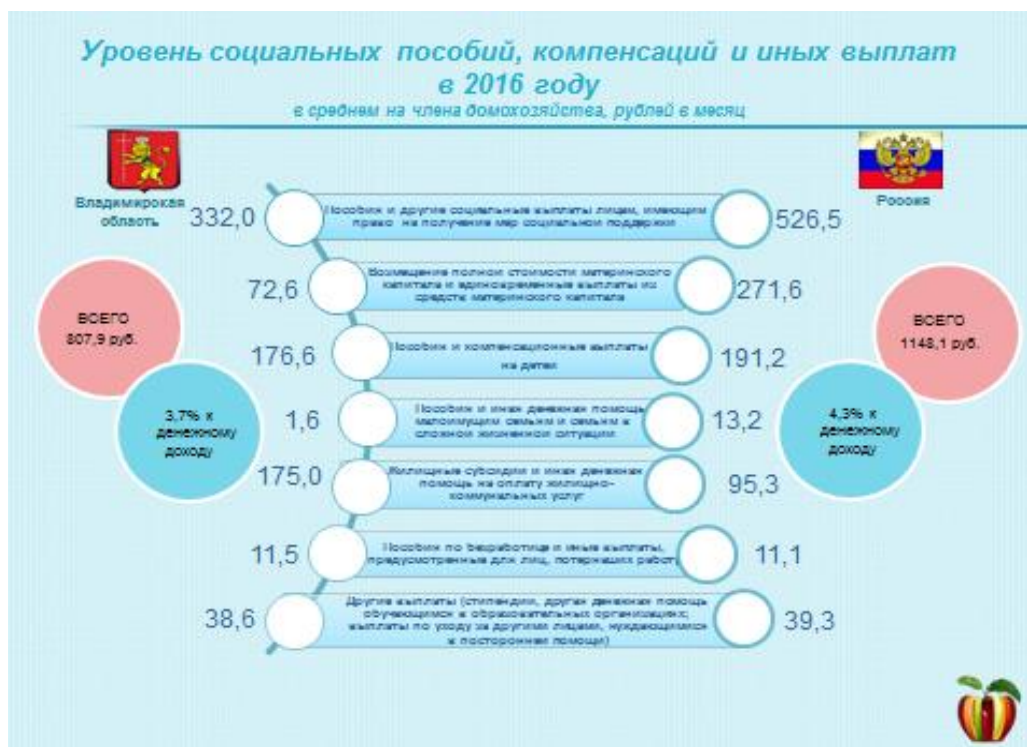 Уровень социальных пособий, компенсаций и иных выплат
в 2016 году
в среднем на члена домохозяйства, рублей в месяц
Владимирская
область
Россия
332,0
Пособия и другие социальные выплаты лицам, имеющим
право на получение мер социальной поддержки
526,5
72,6
Возмещение полной стоимости материнского
капитала и единовременные выплаты из
средств материнского капитала
271,6
ВСЕГО
807,9 руб.
ВСЕГО
1148,1 руб.
176,6
Пособия и компенсационные выплаты
на детей
191,2
3,7% к
денежному
доходу
1,6
Пособия и иная денежная помощь
малоимущим семьям и семьям в
сложной жизненной ситуации
13,2
4,3% к
денежному
доходу
175,0
Жилищные субсидии и иная денежная
помощь на оплату жилищно-
коммунальных услуг
95,3
11,5
Пособия по безработице и иные выплаты,
предусмотренные для лиц, потерявших работу
11,1
38,6
Другие выплаты (стипендии, другая денежная помощь
обучающимся в образовательных организациях;
выплаты по уходу за другими лицами, нуждающимися
в посторонней помощи)
39,3